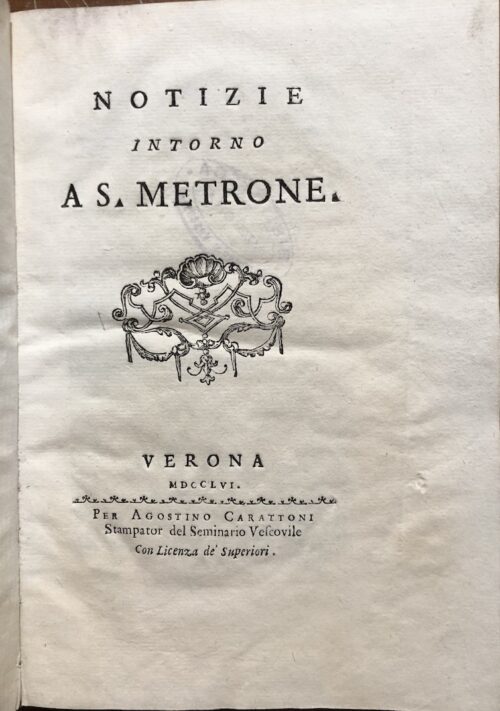 NOTIZIE
INTORNO
A S. METRONE.
VERONA
MDCCLVI.
PER AGOSTINO CARATTONI
Stampator del Seminario Veſcovile
Con Licenza de' Superiori.